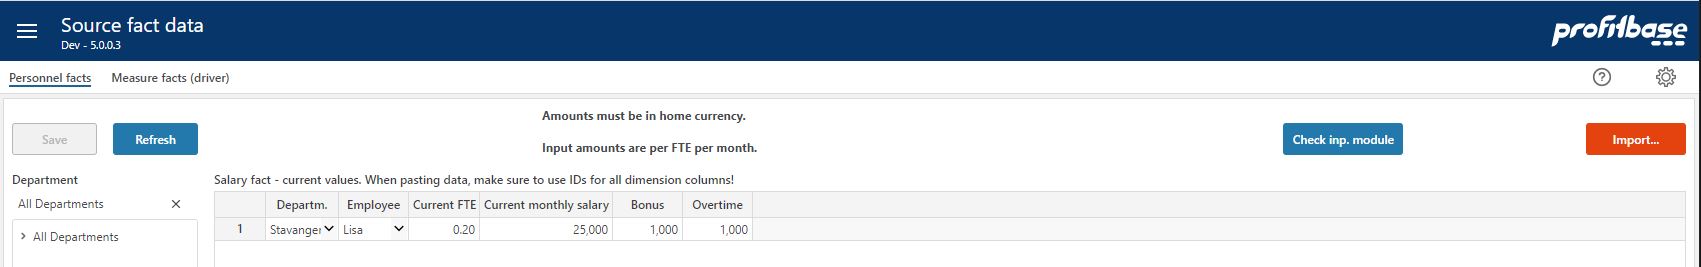 Source fact data
Dev - 5.0.0.3
profitbase
Personnel facts Measure facts (driver)
Amounts must be in home currency.
Save Refresh Check inp. module Import...
Input amounts are per FTE per month.
Department
Salary fact - current values. When pasting data, make sure to use IDs for all dimension columns!
All Departments
Departm. Employee Current FTE Current monthly salary Bonus Overtime
1 Stavanger Lisa 0.20 25,000 1,000 1,000
All Departments